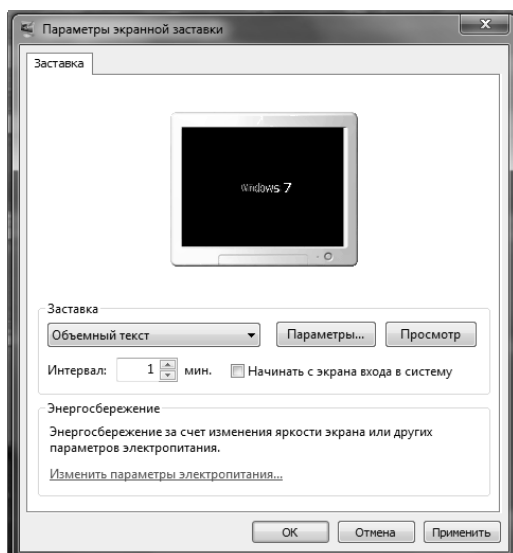 Параметры экранной заставки
Заставка
Windows 7
Заставка
Объемный текст
Параметры...
Просмотр
Интервал: 1 мин.
Начинать с экрана входа в систему
Энергосбережение
Энергосбережение за счет изменения яркости экрана или других
параметров электропитания.
Изменить параметры электропитания...
ОК
Отмена
Применить